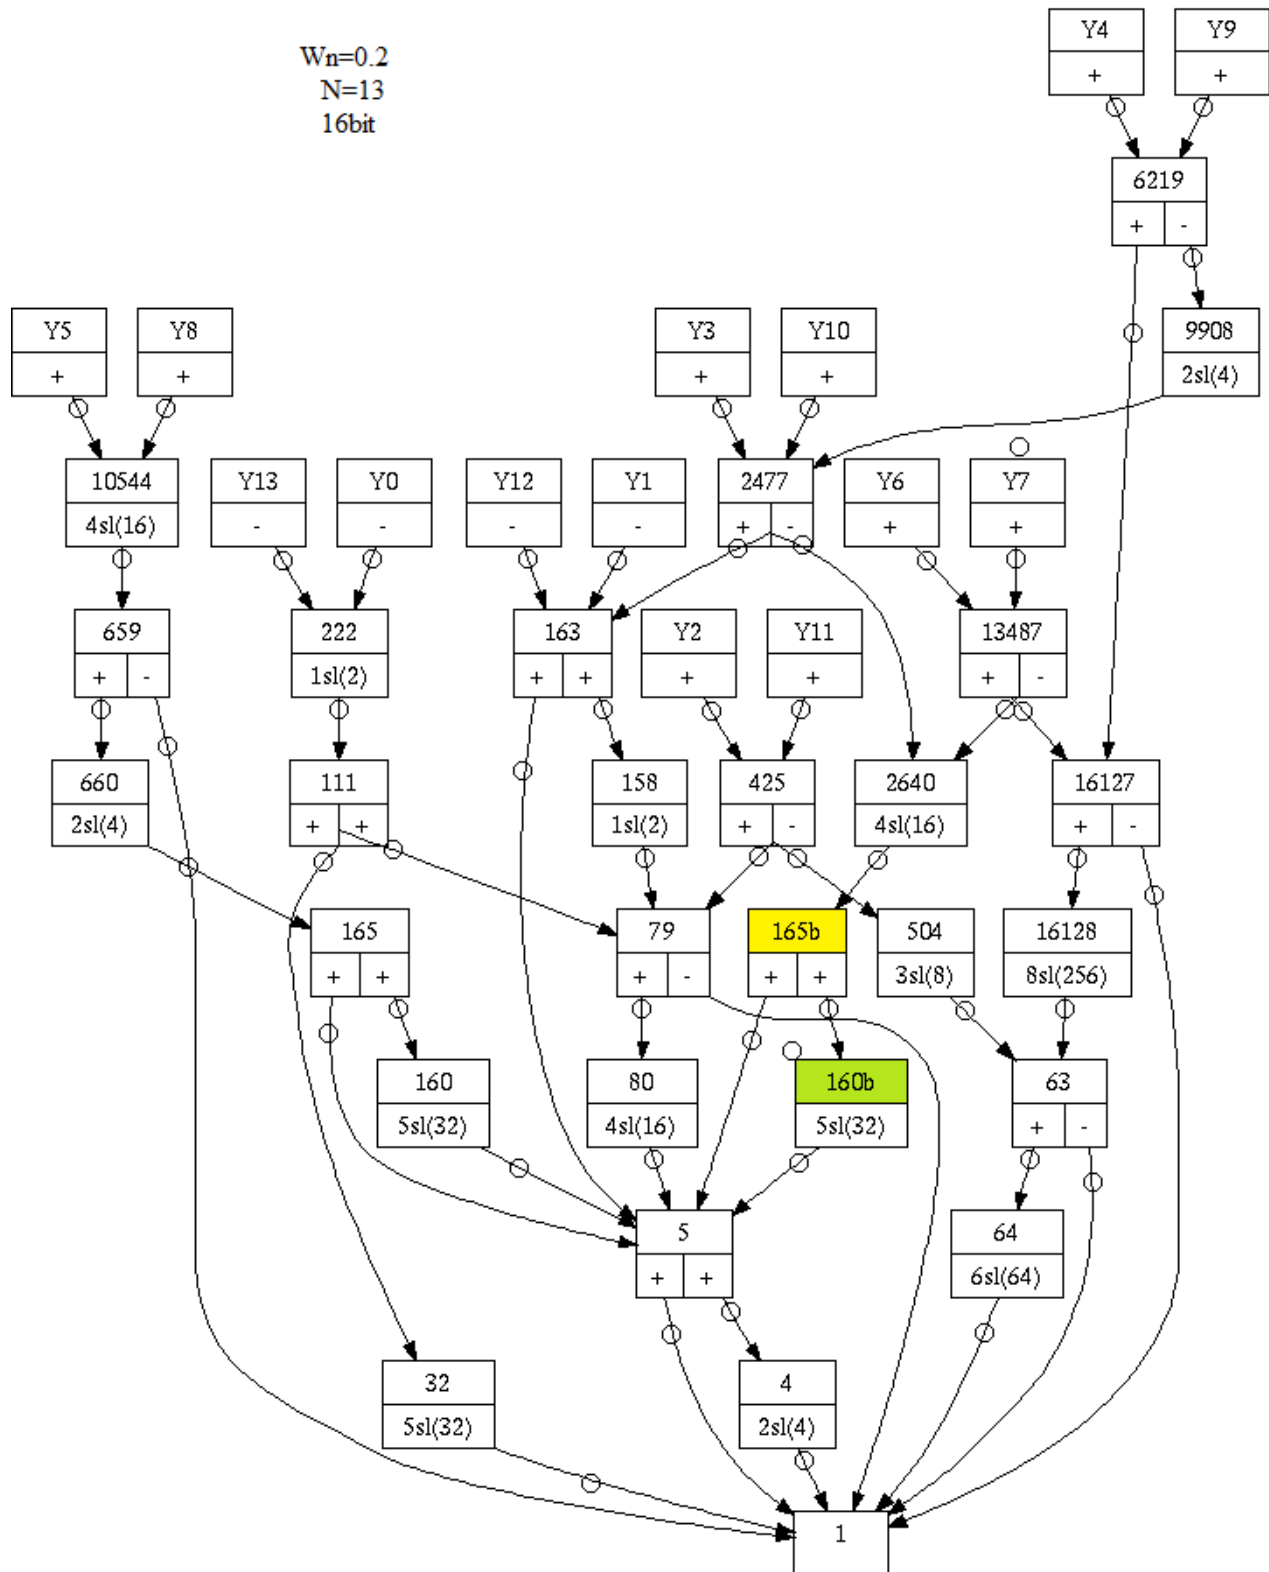 Wn=0.2
N=13
16bit
Y4 Y9
+ +
6219
+ -
Y5 Y8 Y3 Y10 9908
+ + + + 2sl(4)
10544 Y13 Y0 Y12 Y1 2477 Y6 Y7
4sl(16) - - - - + - + +
659 222 163 Y2 Y11 13487
+ - 1sl(2) + + + + + -
660 111 158 425 2640 16127
2sl(4) + + 1sl(2) + - 4sl(16) + -
165 79 165b 504 16128
+ + + - + + 3sl(8) 8sl(256)
160 80 160b 63
5sl(32) 4sl(16) 5sl(32) + -
5 64
+ + 6sl(64)
32 4
5sl(32) 2sl(4)
1